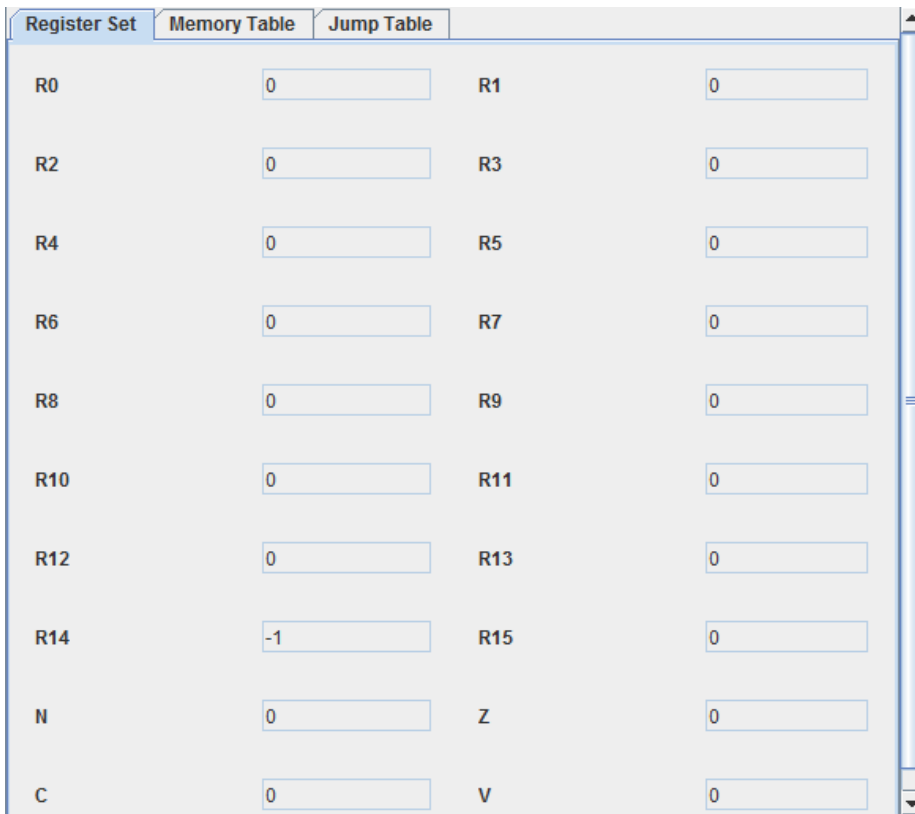 Register Set Memory Table Jump Table
R0 0 R1 0
R2 0 R3 0
R4 0 R5 0
R6 0 R7 0
R8 0 R9 0
R10 0 R11 0
R12 0 R13 0
R14 -1 R15 0
N 0 Z 0
C 0 V 0